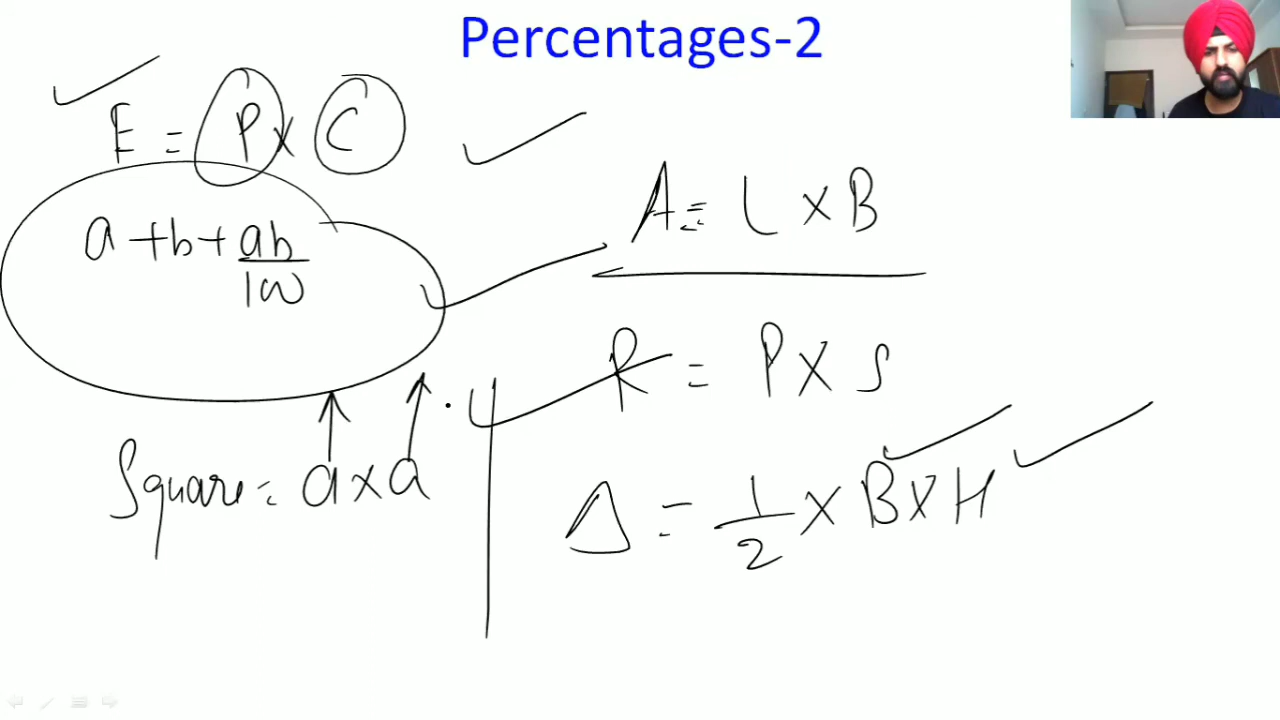 Percentages-2
E = P x C
A = L x B
a + b + ab/100
R = P x S
Square = a x a
Δ = 1/2 x B x H